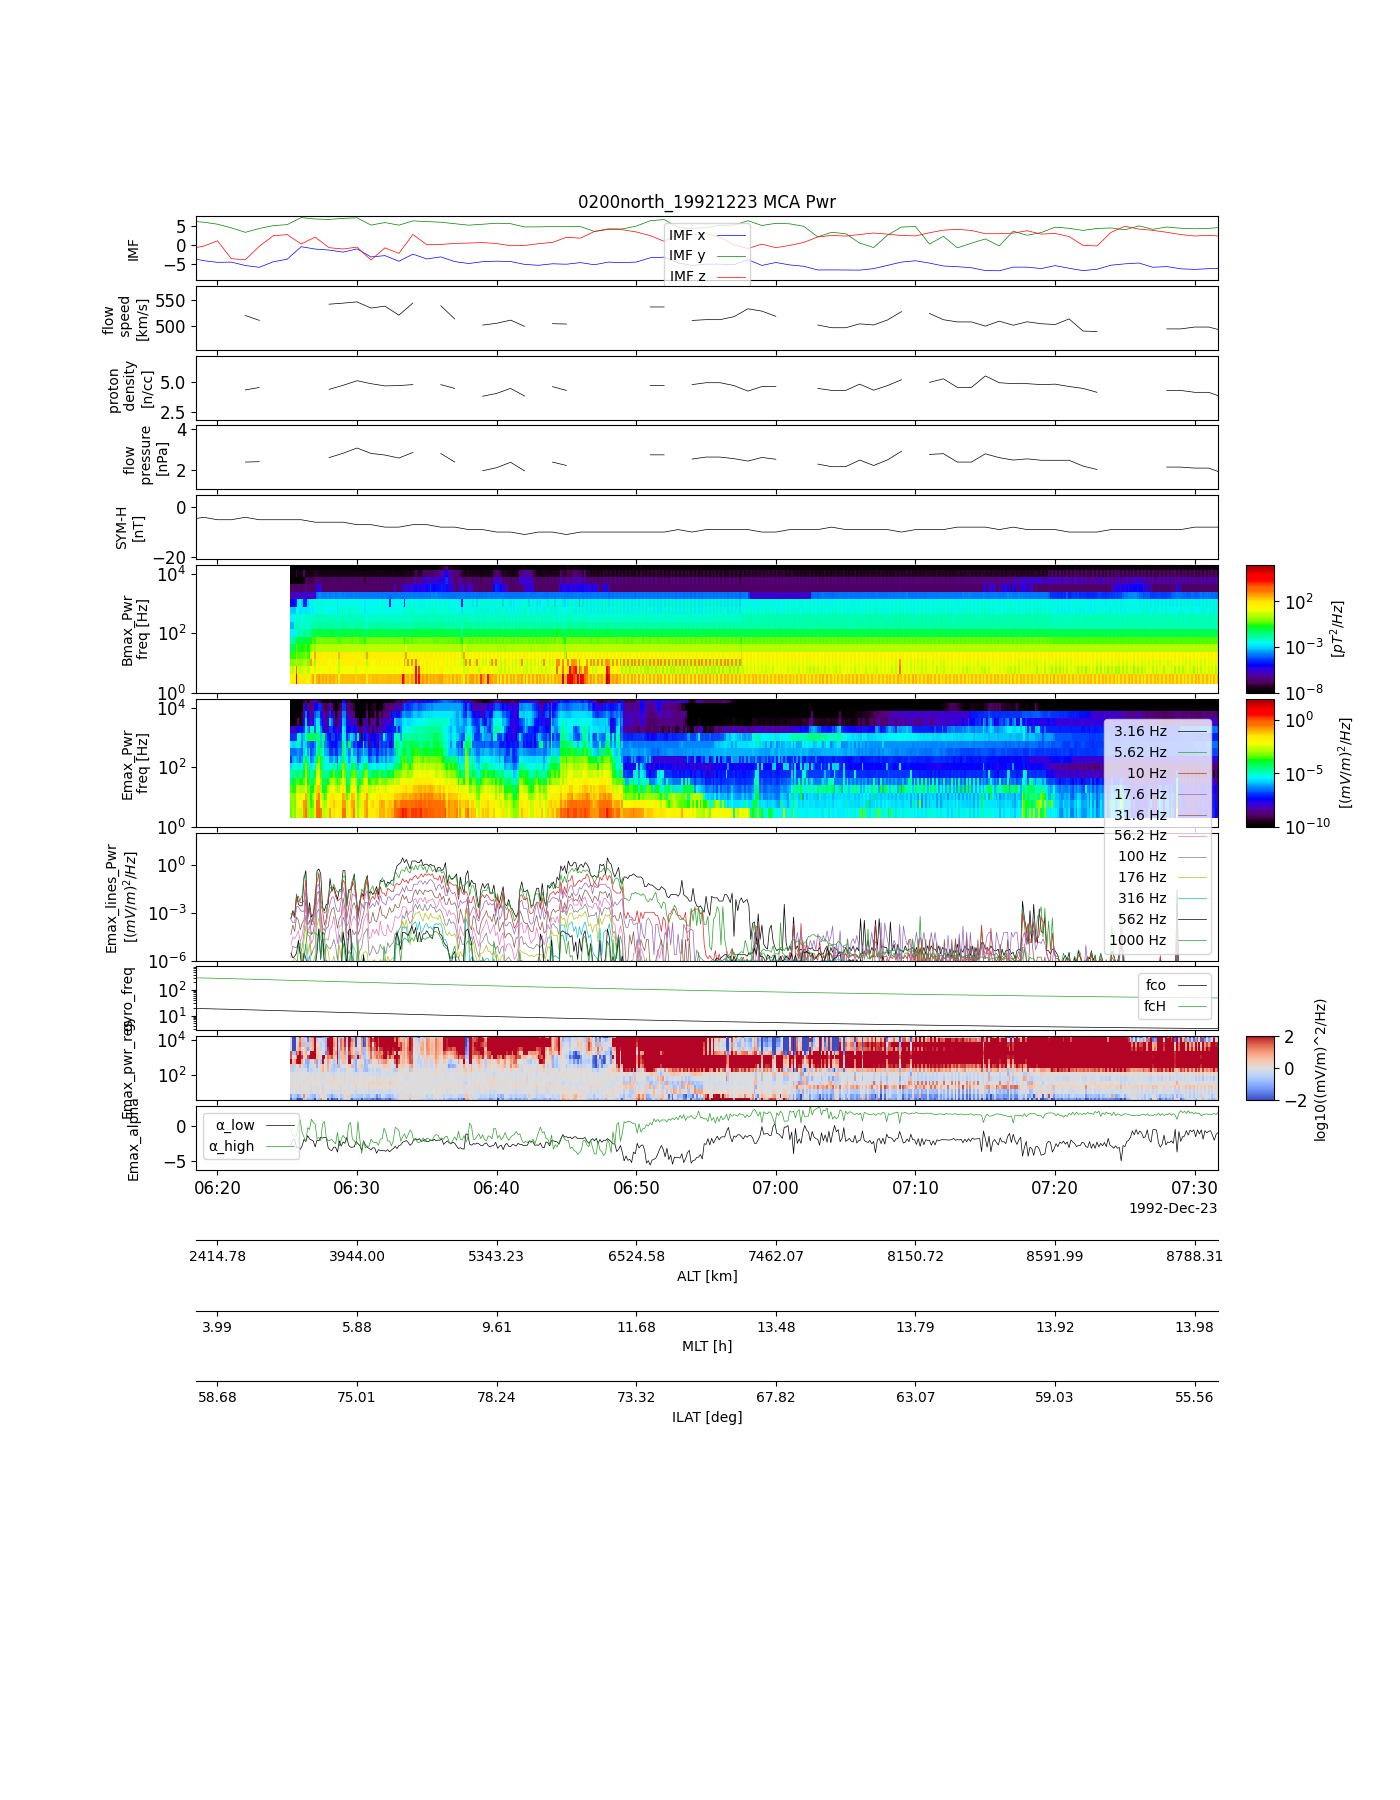 0200north_19921223 MCA Pwr
5
0
−5
IMF
IMF x
IMF y
IMF z
550
500
flow
speed
[km/s]
5.0
2.5
proton
density
[n/cc]
4
2
flow
pressure
[nPa]
0
−20
SYM-H
[nT]
10^4
10^2
10^0
Bmax_Pwr
freq [Hz]
10^2
10^−3
10^−8
[pT^2/Hz]
10^4
10^2
10^0
Emax_Pwr
freq [Hz]
10^0
10^−5
10^−10
[(mV/m)^2/Hz]
3.16 Hz
5.62 Hz
10 Hz
17.6 Hz
31.6 Hz
56.2 Hz
100 Hz
176 Hz
316 Hz
562 Hz
1000 Hz
10^0
10^−3
10^−6
Emax_lines_Pwr
[(mV/m)^2/Hz]
10^2
10^1
gyro_freq
fco
fcH
10^4
10^2
Emax_pwr_reg
2
0
−2
log10((mV/m)^2/Hz)
0
−5
Emax_alpha
α_low
α_high
06:20 06:30 06:40 06:50 07:00 07:10 07:20 07:30
1992-Dec-23
2414.78 3944.00 5343.23 6524.58 7462.07 8150.72 8591.99 8788.31
ALT [km]
3.99 5.88 9.61 11.68 13.48 13.79 13.92 13.98
MLT [h]
58.68 75.01 78.24 73.32 67.82 63.07 59.03 55.56
ILAT [deg]